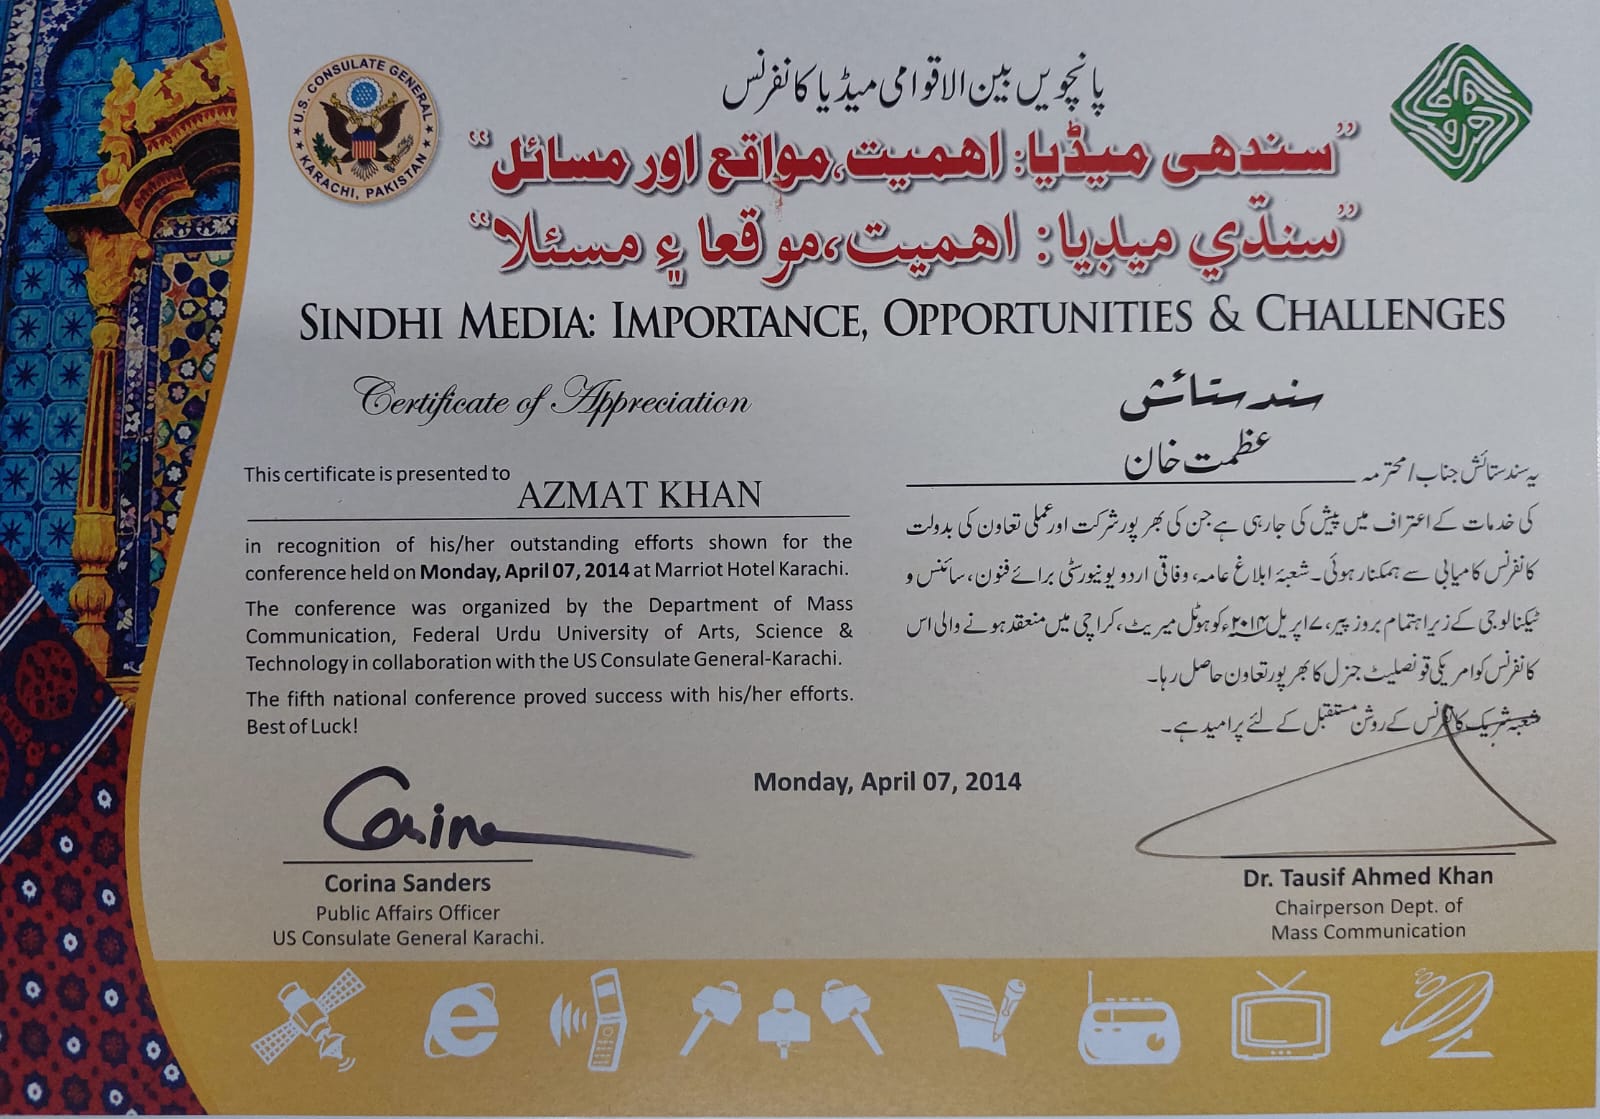 U.S. CONSULATE GENERAL
KARACHI, PAKISTAN
پانچویں بین الاقوامی میڈیا کانفرنس
”سندھی میڈیا: اھمیت، مواقع اور مسائل“
”سنڌي ميڊيا: اهميت، موقعا ۽ مسئلا“
SINDHI MEDIA: IMPORTANCE, OPPORTUNITIES & CHALLENGES
Certificate of Appreciation
This certificate is presented to
AZMAT KHAN
in recognition of his/her outstanding efforts shown for the
conference held on Monday, April 07, 2014 at Marriot Hotel Karachi.
The conference was organized by the Department of Mass
Communication, Federal Urdu University of Arts, Science &
Technology in collaboration with the US Consulate General-Karachi.
The fifth national conference proved success with his/her efforts.
Best of Luck!
سندِ ستائش
یہ سند ستائش جناب/محترمہ عظمت خان
کی خدمات کے اعتراف میں پیش کی جارہی ہے جن کی بھرپور شرکت اور عملی تعاون کی بدولت
کانفرنس کامیابی سے ہمکنار ہوئی۔ شعبۂ ابلاغ عامہ، وفاقی اردو یونیورسٹی برائے فنون، سائنس و
ٹیکنالوجی کے زیراہتمام بروز پیر، ۷ اپریل ۲۰۱۴ء کو ہوٹل میریٹ، کراچی میں منعقد ہونے والی اس
کانفرنس کو امریکی قونصلیٹ جنرل کا بھرپور تعاون حاصل رہا۔
شعبہ شریک کانفرنس کے روشن مستقبل کے لئے پرامید ہے۔
Monday, April 07, 2014
Corina
Corina Sanders
Public Affairs Officer
US Consulate General Karachi.
Dr. Tausif Ahmed Khan
Chairperson Dept. of
Mass Communication